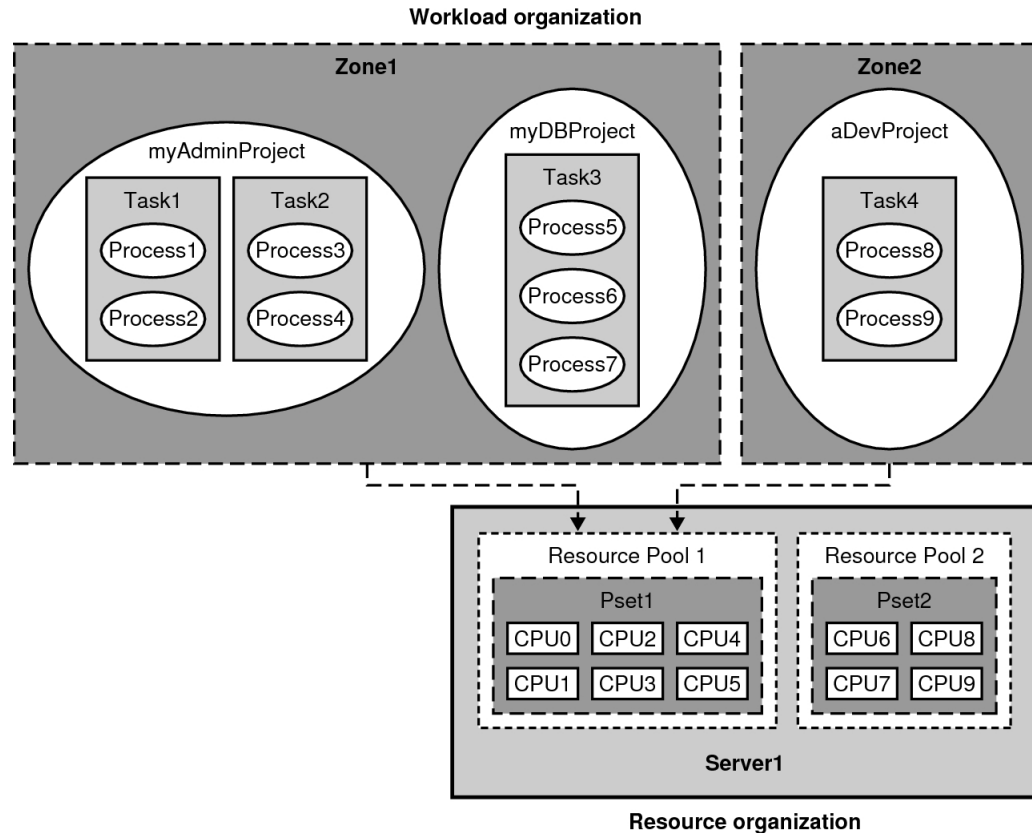 Workload organization
Zone1
Zone2
myAdminProject
myDBProject
aDevProject
Task1
Task2
Task3
Task4
Process1
Process2
Process3
Process4
Process5
Process6
Process7
Process8
Process9
Resource Pool 1
Resource Pool 2
Pset1
Pset2
CPU0 CPU2 CPU4
CPU1 CPU3 CPU5
CPU6 CPU8
CPU7 CPU9
Server1
Resource organization